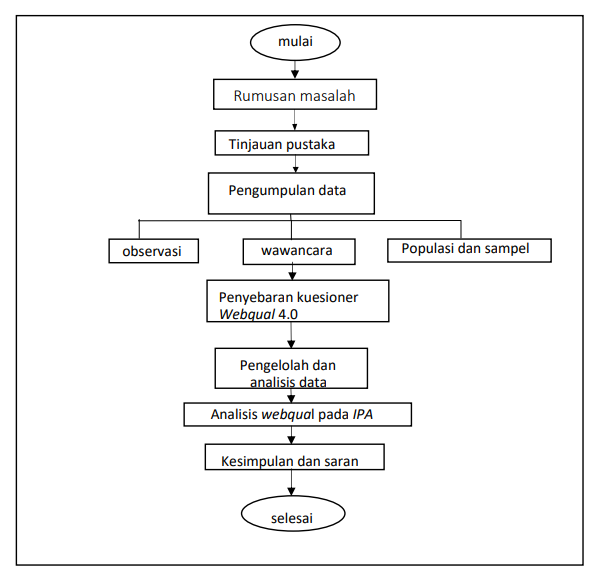 mulai
Rumusan masalah
Tinjauan pustaka
Pengumpulan data
observasi
wawancara
Populasi dan sampel
Penyebaran kuesioner
Webqual 4.0
Pengelolah dan
analisis data
Analisis webqual pada IPA
Kesimpulan dan saran
selesai